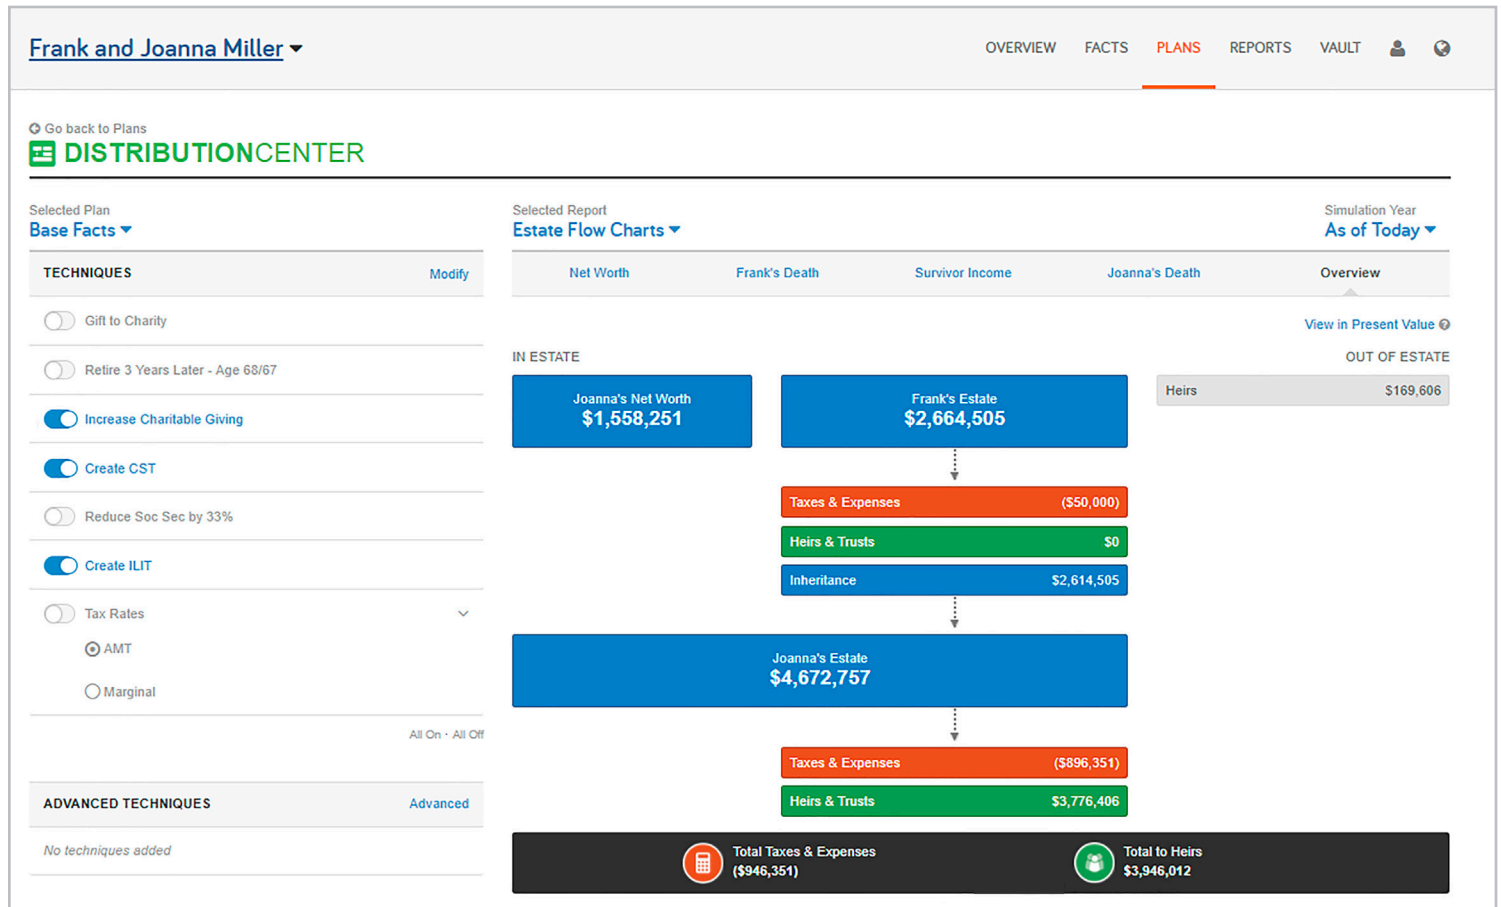 Frank and Joanna Miller
OVERVIEW FACTS PLANS REPORTS VAULT
Go back to Plans
DISTRIBUTIONCENTER
Selected Plan
Base Facts
Selected Report
Estate Flow Charts
Simulation Year
As of Today
TECHNIQUES Modify
Gift to Charity
Retire 3 Years Later - Age 68/67
Increase Charitable Giving
Create CST
Reduce Soc Sec by 33%
Create ILIT
Tax Rates
AMT
Marginal
All On · All Off
ADVANCED TECHNIQUES Advanced
No techniques added
Net Worth Frank's Death Survivor Income Joanna's Death Overview
View in Present Value
IN ESTATE OUT OF ESTATE
Joanna's Net Worth
$1,558,251
Frank's Estate
$2,664,505
Heirs $169,606
Taxes & Expenses ($50,000)
Heirs & Trusts $0
Inheritance $2,614,505
Joanna's Estate
$4,672,757
Taxes & Expenses ($896,351)
Heirs & Trusts $3,776,406
Total Taxes & Expenses
($946,351)
Total to Heirs
$3,946,012